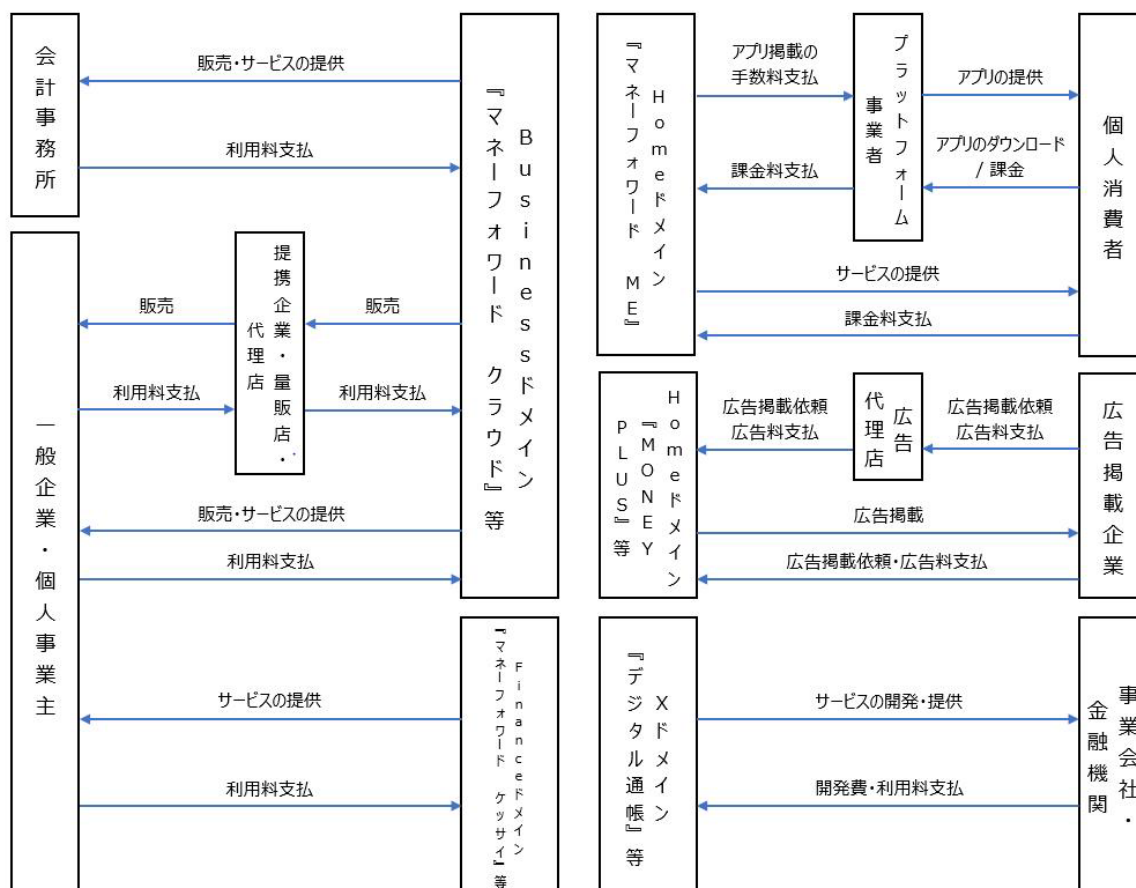 会計事務所
販売・サービスの提供
利用料支払
Businessドメイン
『マネーフォワード クラウド』等
一般企業・個人事業主
提携企業・量販店・
代理店
販売
販売
利用料支払
利用料支払
販売・サービスの提供
利用料支払
Financeドメイン
『マネーフォワード ケッサイ』等
サービスの提供
利用料支払
Homeドメイン
『マネーフォワード ME』
アプリ掲載の
手数料支払
課金料支払
プラットフォーム
事業者
アプリの提供
アプリのダウンロード
/ 課金
個人消費者
サービスの提供
課金料支払
Homeドメイン
『MONEY
PLUS』等
広告掲載依頼
広告料支払
広告
代理店
広告掲載依頼
広告料支払
広告掲載企業
広告掲載
広告掲載依頼・広告料支払
Xドメイン
『デジタル通帳』等
サービスの開発・提供
開発費・利用料支払
事業会社・
金融機関